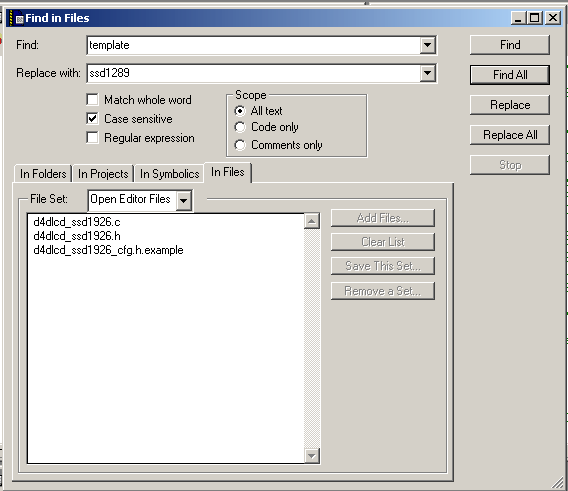 Find in Files
Find: template Find
Replace with: ssd1289 Find All
Match whole word
Case sensitive
Regular expression
Scope
All text
Code only
Comments only
Replace
Replace All
Stop
In Folders In Projects In Symbolics In Files
File Set: Open Editor Files
d4dlcd_ssd1926.c
d4dlcd_ssd1926.h
d4dlcd_ssd1926_cfg.h.example
Add Files...
Clear List
Save This Set...
Remove a Set...